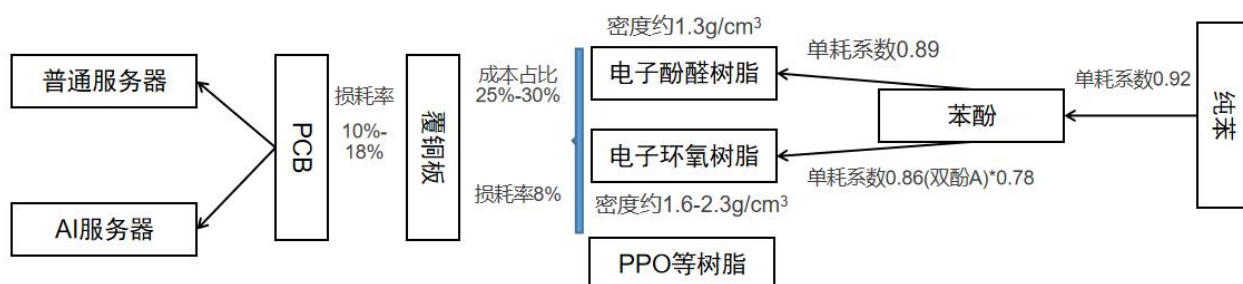 普通服务器
AI服务器
PCB
损耗率
10%-
18%
覆铜板
成本占比
25%-30%
损耗率8%
密度约1.3g/cm³
电子酚醛树脂
电子环氧树脂
密度约1.6-2.3g/cm³
PPO等树脂
单耗系数0.89
苯酚
单耗系数0.86(双酚A)*0.78
单耗系数0.92
纯苯